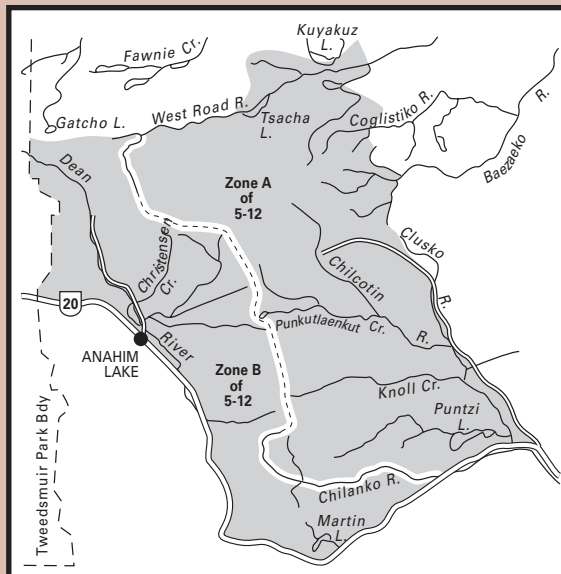 Kuyakuz
L.
Fawnie Cr.
West Road R.
Tsacha
L.
Coglistiko R.
Gatcho L.
Baezaeko
R.
Dean
Zone A
of
5-12
Christensen
Cr.
Clusko
R.
Chilcotin
R.
20
Punkutlaenkut Cr.
ANAHIM
LAKE
River
Zone B
of
5-12
Knoll Cr.
Puntzi
L.
Tweedsmuir Park Bdy
Chilanko R.
Martin
L.